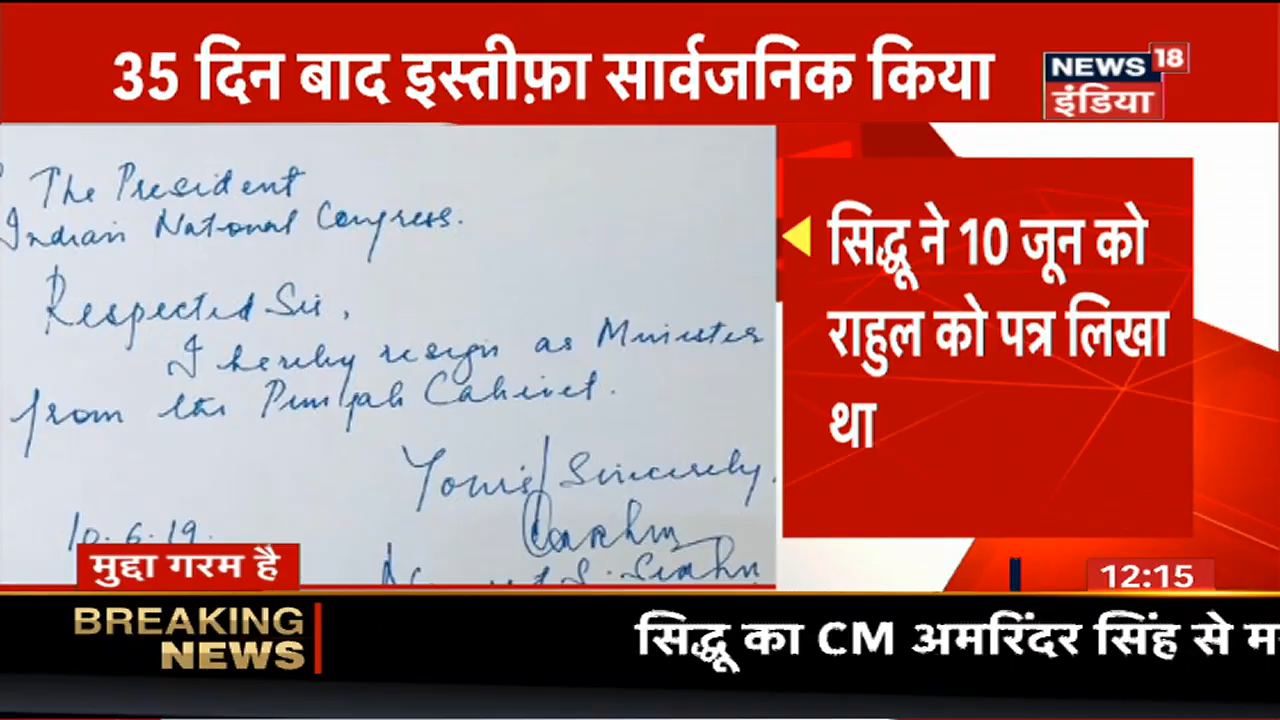 35 दिन बाद इस्तीफ़ा सार्वजनिक किया
NEWS 18
इंडिया
The President
Indian National Congress.
Respected Sir,
I hereby resign as Minister
from the Punjab Cabinet.
Yours Sincerely,
10.6.19.
सिद्धू ने 10 जून को
राहुल को पत्र लिखा
था
मुद्दा गरम है
12:15
BREAKING
NEWS
सिद्धू का CM अमरिंदर सिंह से